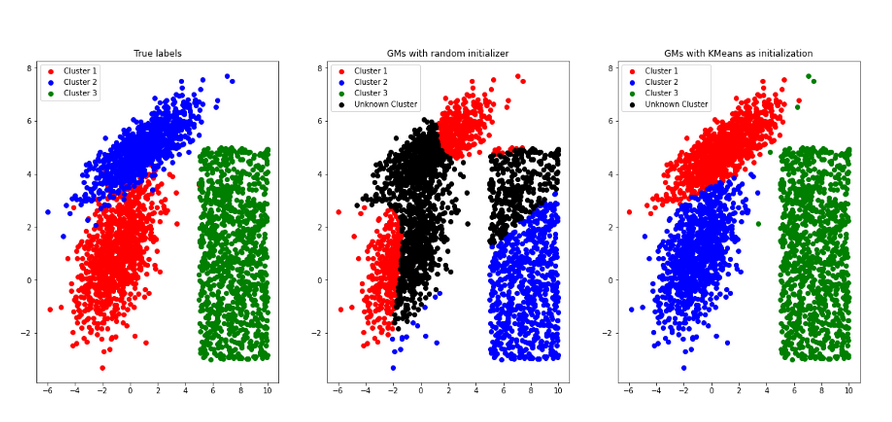 True labels
Cluster 1
Cluster 2
Cluster 3
8
6
4
2
0
−2
−6 −4 −2 0 2 4 6 8 10
GMs with random initializer
Cluster 1
Cluster 2
Cluster 3
Unknown Cluster
8
6
4
2
0
−2
−6 −4 −2 0 2 4 6 8 10
GMs with KMeans as initialization
Cluster 1
Cluster 2
Cluster 3
Unknown Cluster
8
6
4
2
0
−2
−6 −4 −2 0 2 4 6 8 10